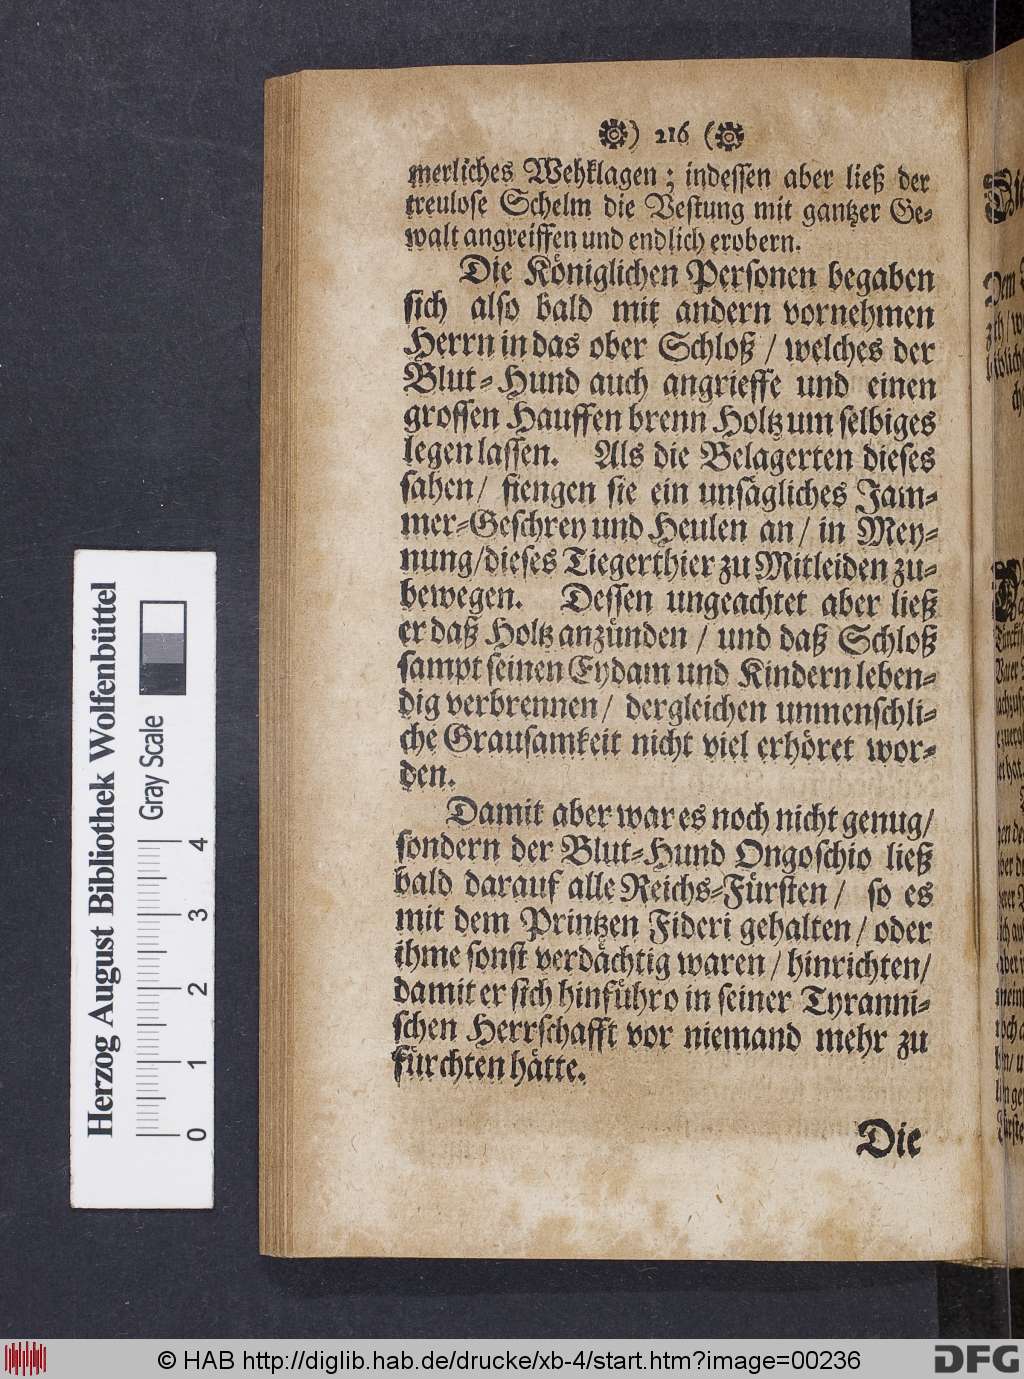 ) 216 (
merliches Wehklagen; indessen aber ließ der
treulose Schelm die Vestung mit gantzer Ge-
walt angreiffen und endlich erobern.
Die Königlichen Personen begaben
sich also bald mit andern vornehmen
Herrn in das ober Schloß / welches der
Blut-Hund auch angrieffe und einen
grossen Hauffen brenn Holtz um selbiges
legen lassen. Als die Belagerten dieses
sahen / fiengen sie ein unsägliches Jam-
mer-Geschrey und Heulen an / in Mey-
nung / dieses Tiegerthier zu Mitleiden zu-
bewegen. Dessen ungeachtet aber ließ
er daß Holtz anzünden / und daß Schloß
sampt seinen Eydam und Kindern leben-
dig verbrennen / dergleichen unmenschli-
che Grausamkeit nicht viel erhöret wor-
den.
Damit aber war es noch nicht genug /
sondern der Blut-Hund Ongoschio ließ
bald darauf alle Reichs-Fürsten / so es
mit dem Printzen Fideri gehalten / oder
ihme sonst verdächtig waren / hinrichten /
damit er sich hinführo in seiner Tyranni-
schen Herrschafft vor niemand mehr zu
fürchten hätte.
Die
Herzog August Bibliothek Wolfenbüttel
Gray Scale
0 1 2 3 4
© HAB http://diglib.hab.de/drucke/xb-4/start.htm?image=00236
DFG